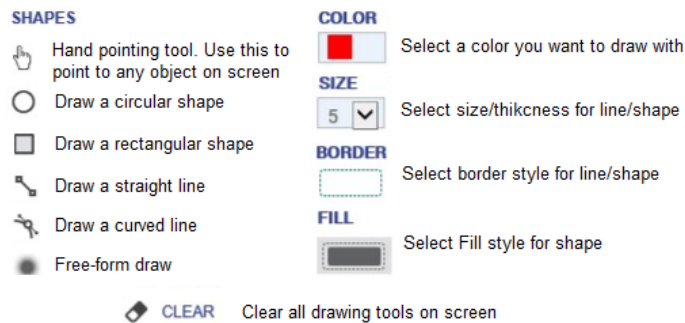 SHAPES
Hand pointing tool. Use this to
point to any object on screen
Draw a circular shape
Draw a rectangular shape
Draw a straight line
Draw a curved line
Free-form draw
COLOR
Select a color you want to draw with
SIZE
5
Select size/thikcness for line/shape
BORDER
Select border style for line/shape
FILL
Select Fill style for shape
CLEAR Clear all drawing tools on screen